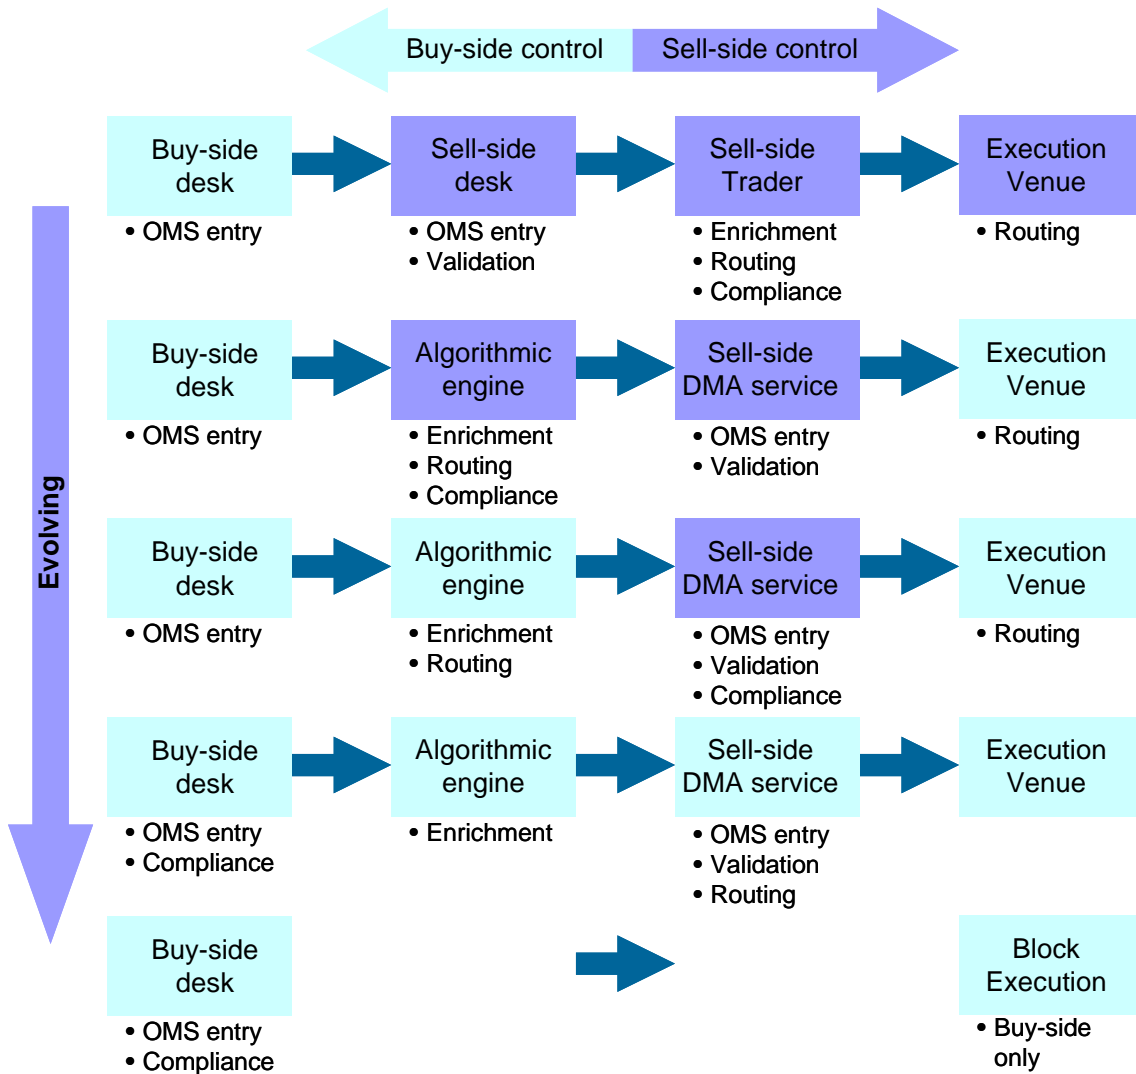 Buy-side control
Sell-side control
Buy-side
desk
• OMS entry
Sell-side
desk
• OMS entry
• Validation
Sell-side
Trader
• Enrichment
• Routing
• Compliance
Execution
Venue
• Routing
Evolving
Buy-side
desk
• OMS entry
Algorithmic
engine
• Enrichment
• Routing
• Compliance
Sell-side
DMA service
• OMS entry
• Validation
Execution
Venue
• Routing
Buy-side
desk
• OMS entry
Algorithmic
engine
• Enrichment
• Routing
Sell-side
DMA service
• OMS entry
• Validation
• Compliance
Execution
Venue
• Routing
Buy-side
desk
• OMS entry
• Compliance
Algorithmic
engine
• Enrichment
Sell-side
DMA service
• OMS entry
• Validation
• Routing
Execution
Venue
Buy-side
desk
• OMS entry
• Compliance
Block
Execution
• Buy-side
only